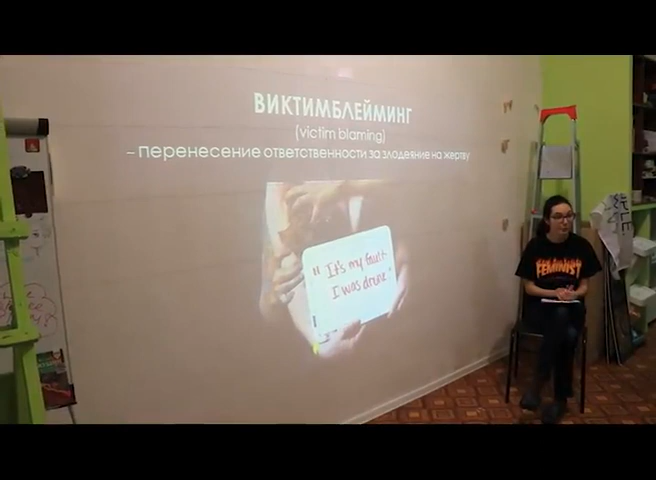 ВИКТИМБЛЕЙМИНГ
(victim blaming)
– перенесение ответственности за злодеяние на жертву
"It's my fault
I was drunk"
FEMINIST